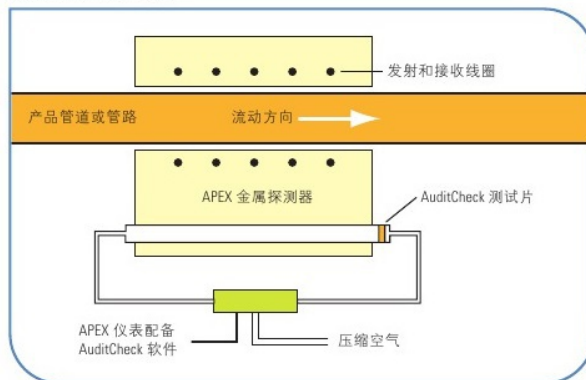 发射和接收线圈
产品管道或管路 流动方向
APEX 金属探测器
AuditCheck 测试片
APEX 仪表配备
AuditCheck 软件
压缩空气